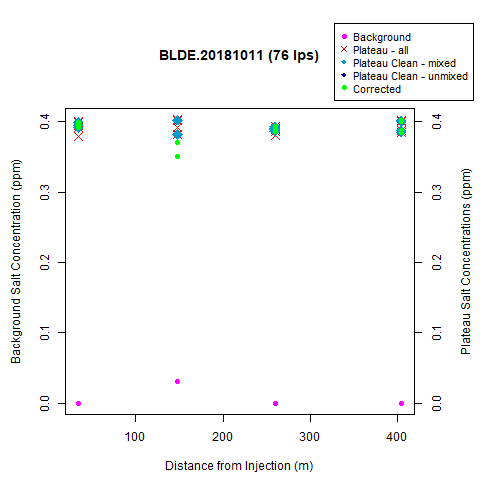 BLDE.20181011 (76 lps)
Background
Plateau - all
Plateau Clean - mixed
Plateau Clean - unmixed
Corrected
Background Salt Concentration (ppm)
0.4
0.3
0.2
0.1
0.0
0.4
0.3
0.2
0.1
0.0
Plateau Salt Concentrations (ppm)
100 200 300 400
Distance from Injection (m)